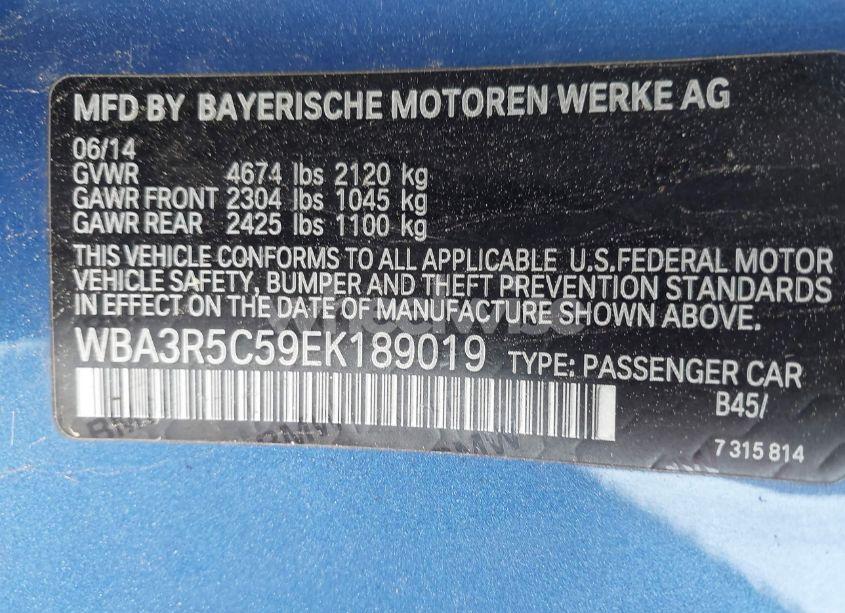 MFD BY BAYERISCHE MOTOREN WERKE AG
06/14
GVWR 4674 lbs 2120 kg
GAWR FRONT 2304 lbs 1045 kg
GAWR REAR 2425 lbs 1100 kg
THIS VEHICLE CONFORMS TO ALL APPLICABLE U.S.FEDERAL MOTOR
VEHICLE SAFETY, BUMPER AND THEFT PREVENTION STANDARDS
IN EFFECT ON THE DATE OF MANUFACTURE SHOWN ABOVE.
WBA3R5C59EK189019 TYPE: PASSENGER CAR
B45/
7 315 814
BMW